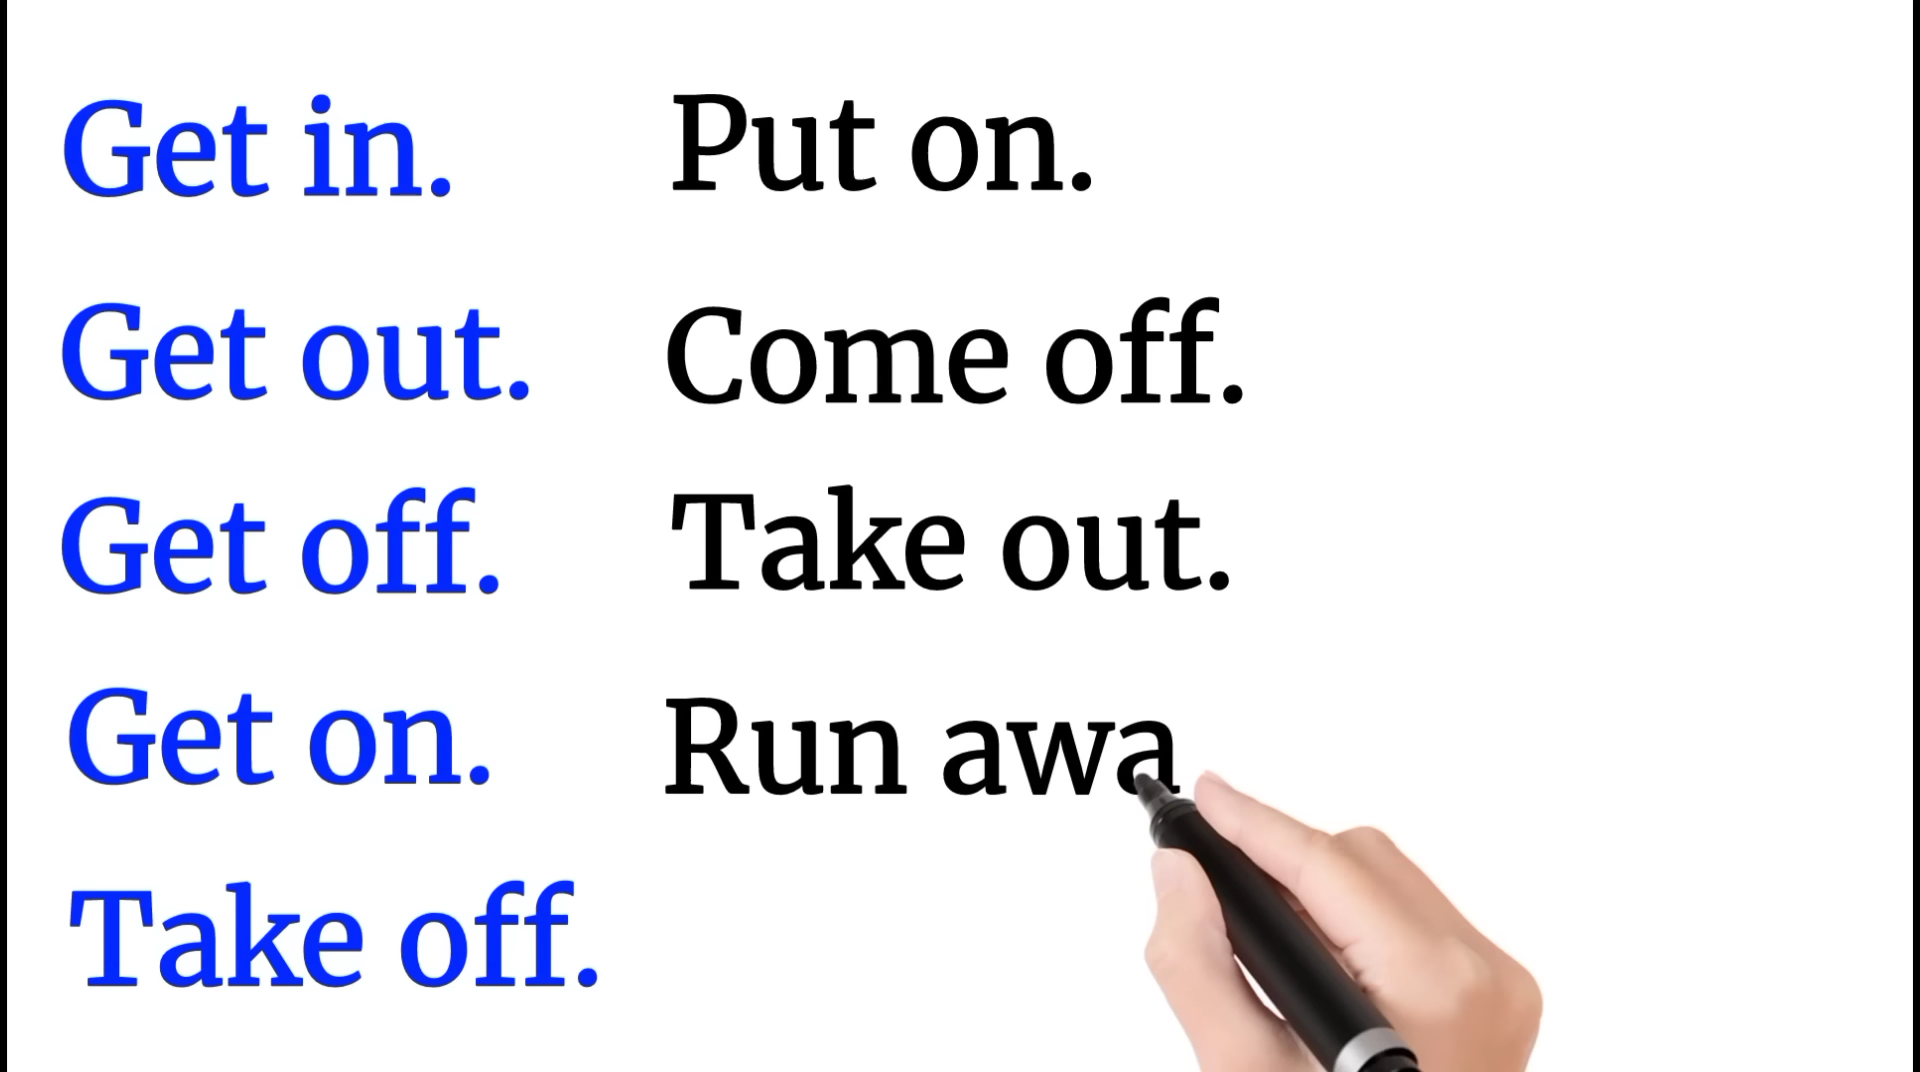 Get in.
Get out.
Get off.
Get on.
Take off.
Put on.
Come off.
Take out.
Run awa